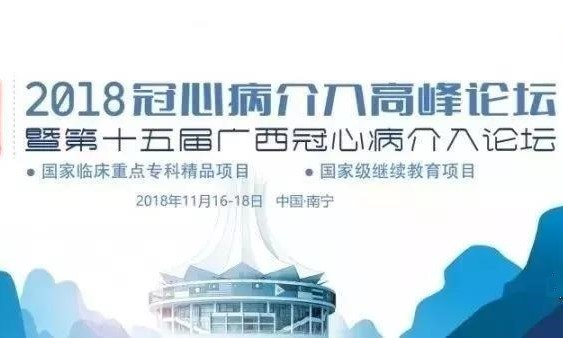 2018冠心病介入高峰论坛
暨第十五届广西冠心病介入论坛
• 国家临床重点专科精品项目 • 国家级继续教育项目
2018年11月16-18日 中国·南宁